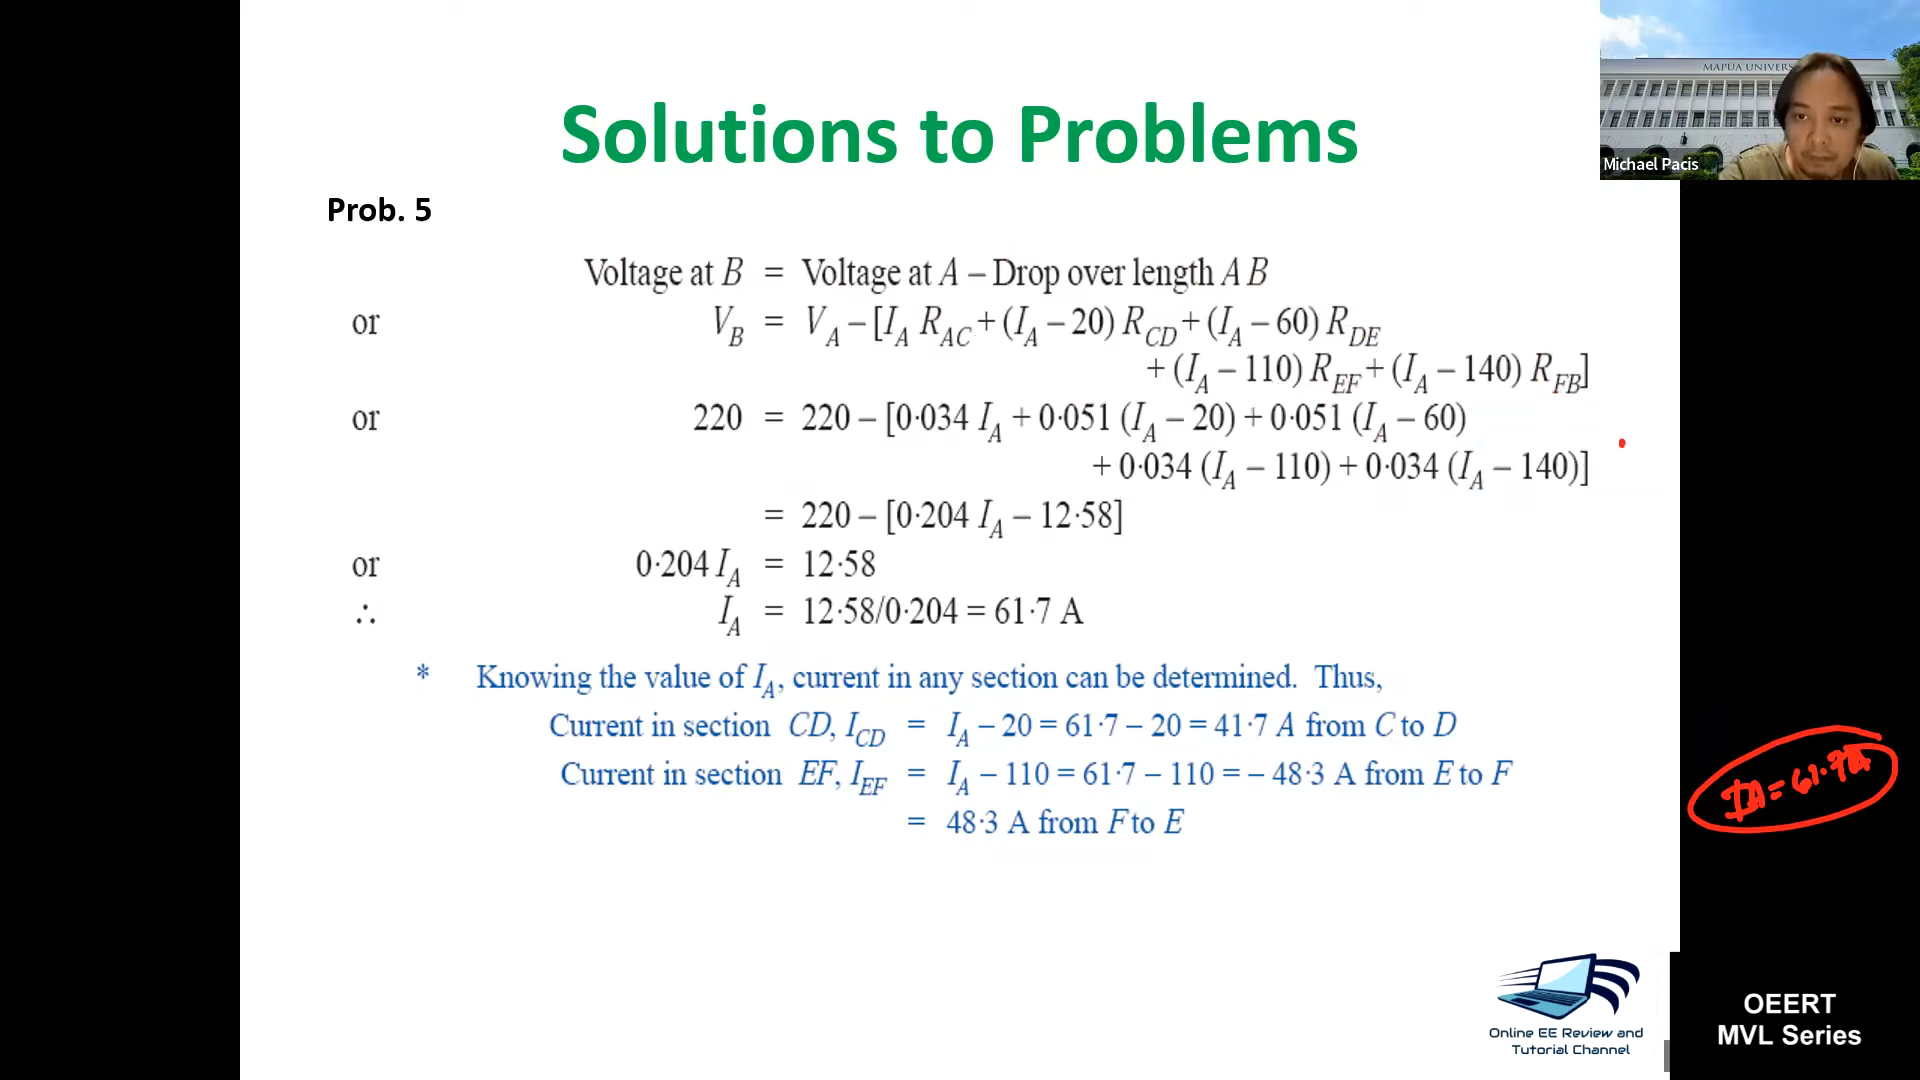 MAPÚA UNIVERS
Michael Pacis
Solutions to Problems
Prob. 5
Voltage at B = Voltage at A – Drop over length A B
or V_B = V_A – [I_A R_AC + (I_A – 20) R_CD + (I_A – 60) R_DE
+ (I_A – 110) R_EF + (I_A – 140) R_FB]
or 220 = 220 – [0·034 I_A + 0·051 (I_A – 20) + 0·051 (I_A – 60)
+ 0·034 (I_A – 110) + 0·034 (I_A – 140)]
= 220 – [0·204 I_A – 12·58]
or 0·204 I_A = 12·58
∴ I_A = 12·58/0·204 = 61·7 A
* Knowing the value of I_A, current in any section can be determined. Thus,
Current in section CD, I_CD = I_A – 20 = 61·7 – 20 = 41·7 A from C to D
Current in section EF, I_EF = I_A – 110 = 61·7 – 110 = – 48·3 A from E to F
= 48·3 A from F to E
IA = 61.7A
Online EE Review and
Tutorial Channel
OEERT
MVL Series